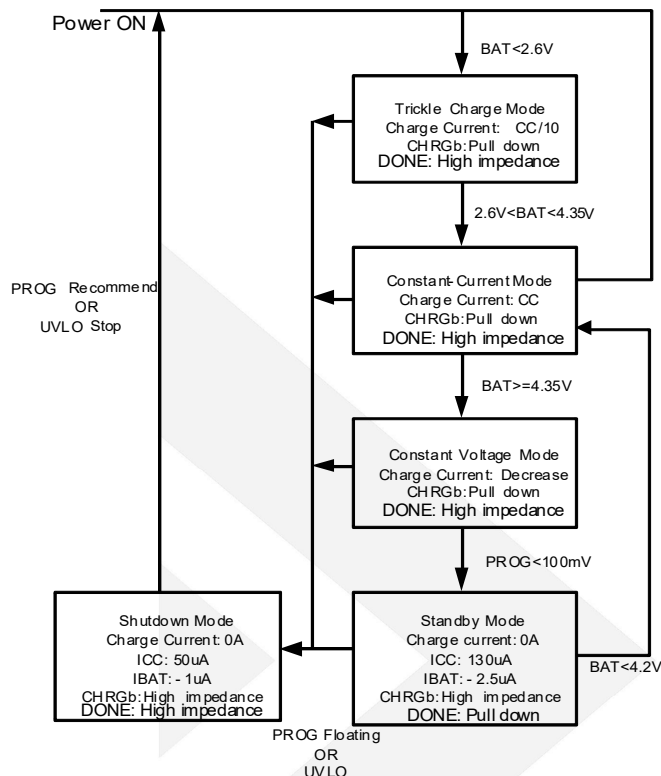 Power ON
BAT<2.6V
Trickle Charge Mode
Charge Current: CC/10
CHRGb:Pull down
DONE: High impedance
2.6V<BAT<4.35V
PROG Recommend
OR
UVLO Stop
Constant-Current Mode
Charge Current: CC
CHRGb:Pull down
DONE: High impedance
BAT>=4.35V
Constant Voltage Mode
Charge Current: Decrease
CHRGb:Pull down
DONE: High impedance
PROG<100mV
Shutdown Mode
Charge Current: 0A
ICC: 50uA
IBAT: - 1uA
CHRGb:High impedance
DONE: High impedance
Standby Mode
Charge current: 0A
ICC: 130uA
IBAT: - 2.5uA
CHRGb:High impedance
DONE: Pull down
BAT<4.2V
PROG Floating
OR
UVLO